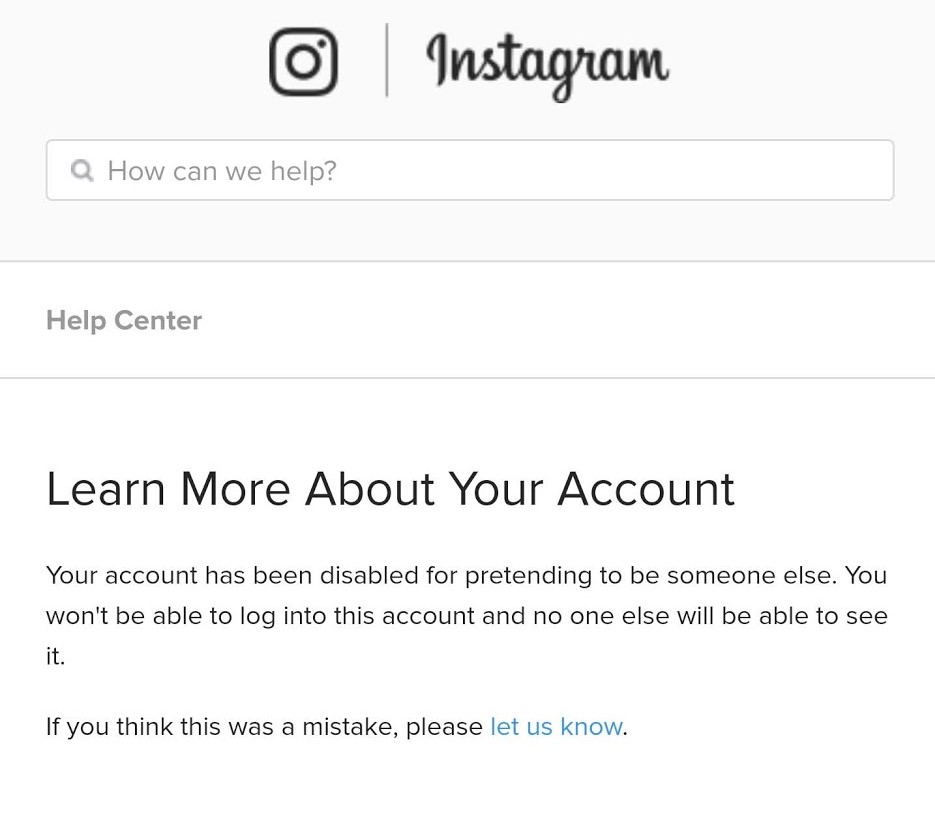 Instagram
How can we help?
Help Center
Learn More About Your Account
Your account has been disabled for pretending to be someone else. You
won't be able to log into this account and no one else will be able to see
it.
If you think this was a mistake, please let us know.